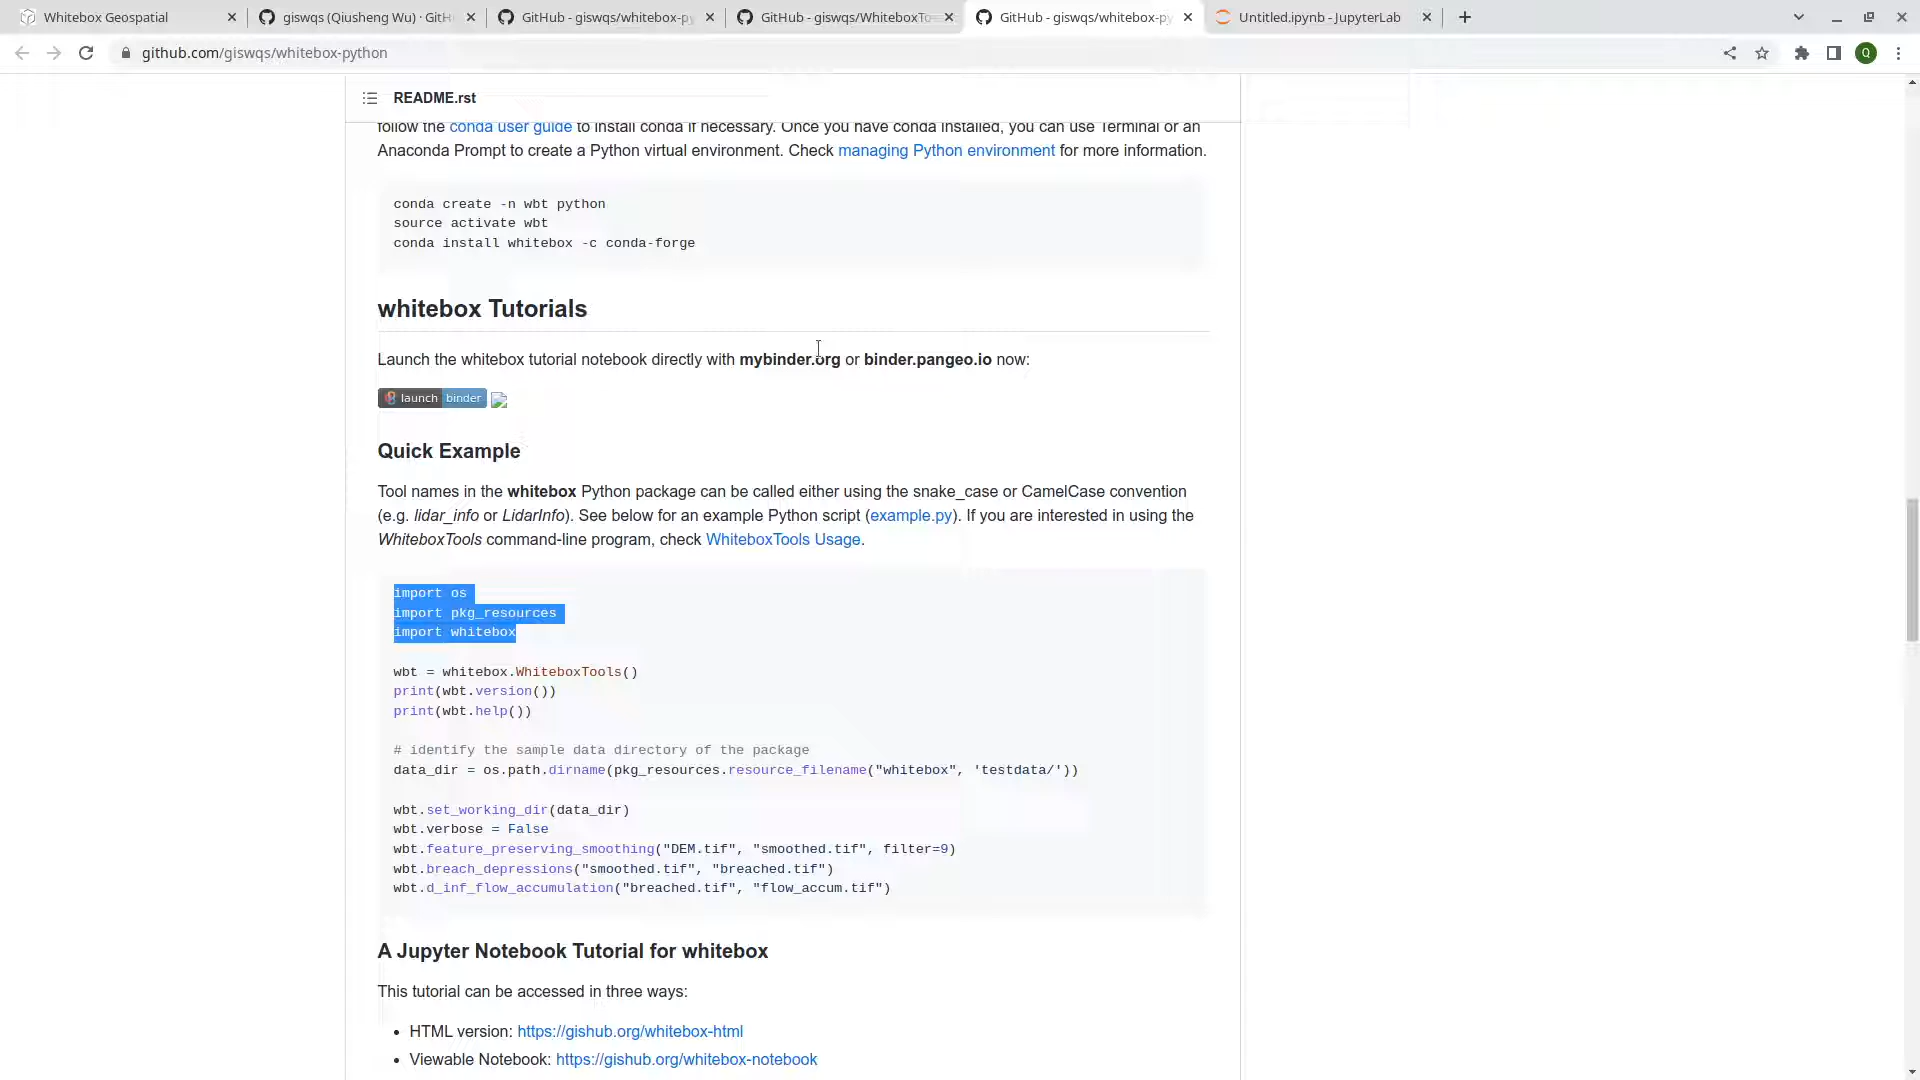 Whitebox Geospatial
giswqs (Qiusheng Wu) · GitH
GitHub - giswqs/whitebox-py
GitHub - giswqs/WhiteboxTo
GitHub - giswqs/whitebox-py
Untitled.ipynb - JupyterLab
github.com/giswqs/whitebox-python
Q
README.rst
follow the conda user guide to install conda if necessary. Once you have conda installed, you can use Terminal or an
Anaconda Prompt to create a Python virtual environment. Check managing Python environment for more information.
conda create -n wbt python
source activate wbt
conda install whitebox -c conda-forge
whitebox Tutorials
Launch the whitebox tutorial notebook directly with mybinder.org or binder.pangeo.io now:
launch binder
Quick Example
Tool names in the whitebox Python package can be called either using the snake_case or CamelCase convention
(e.g. lidar_info or LidarInfo). See below for an example Python script (example.py). If you are interested in using the
WhiteboxTools command-line program, check WhiteboxTools Usage.
import os
import pkg_resources
import whitebox
wbt = whitebox.WhiteboxTools()
print(wbt.version())
print(wbt.help())
# identify the sample data directory of the package
data_dir = os.path.dirname(pkg_resources.resource_filename("whitebox", 'testdata/'))
wbt.set_working_dir(data_dir)
wbt.verbose = False
wbt.feature_preserving_smoothing("DEM.tif", "smoothed.tif", filter=9)
wbt.breach_depressions("smoothed.tif", "breached.tif")
wbt.d_inf_flow_accumulation("breached.tif", "flow_accum.tif")
A Jupyter Notebook Tutorial for whitebox
This tutorial can be accessed in three ways:
• HTML version: https://gishub.org/whitebox-html
• Viewable Notebook: https://gishub.org/whitebox-notebook